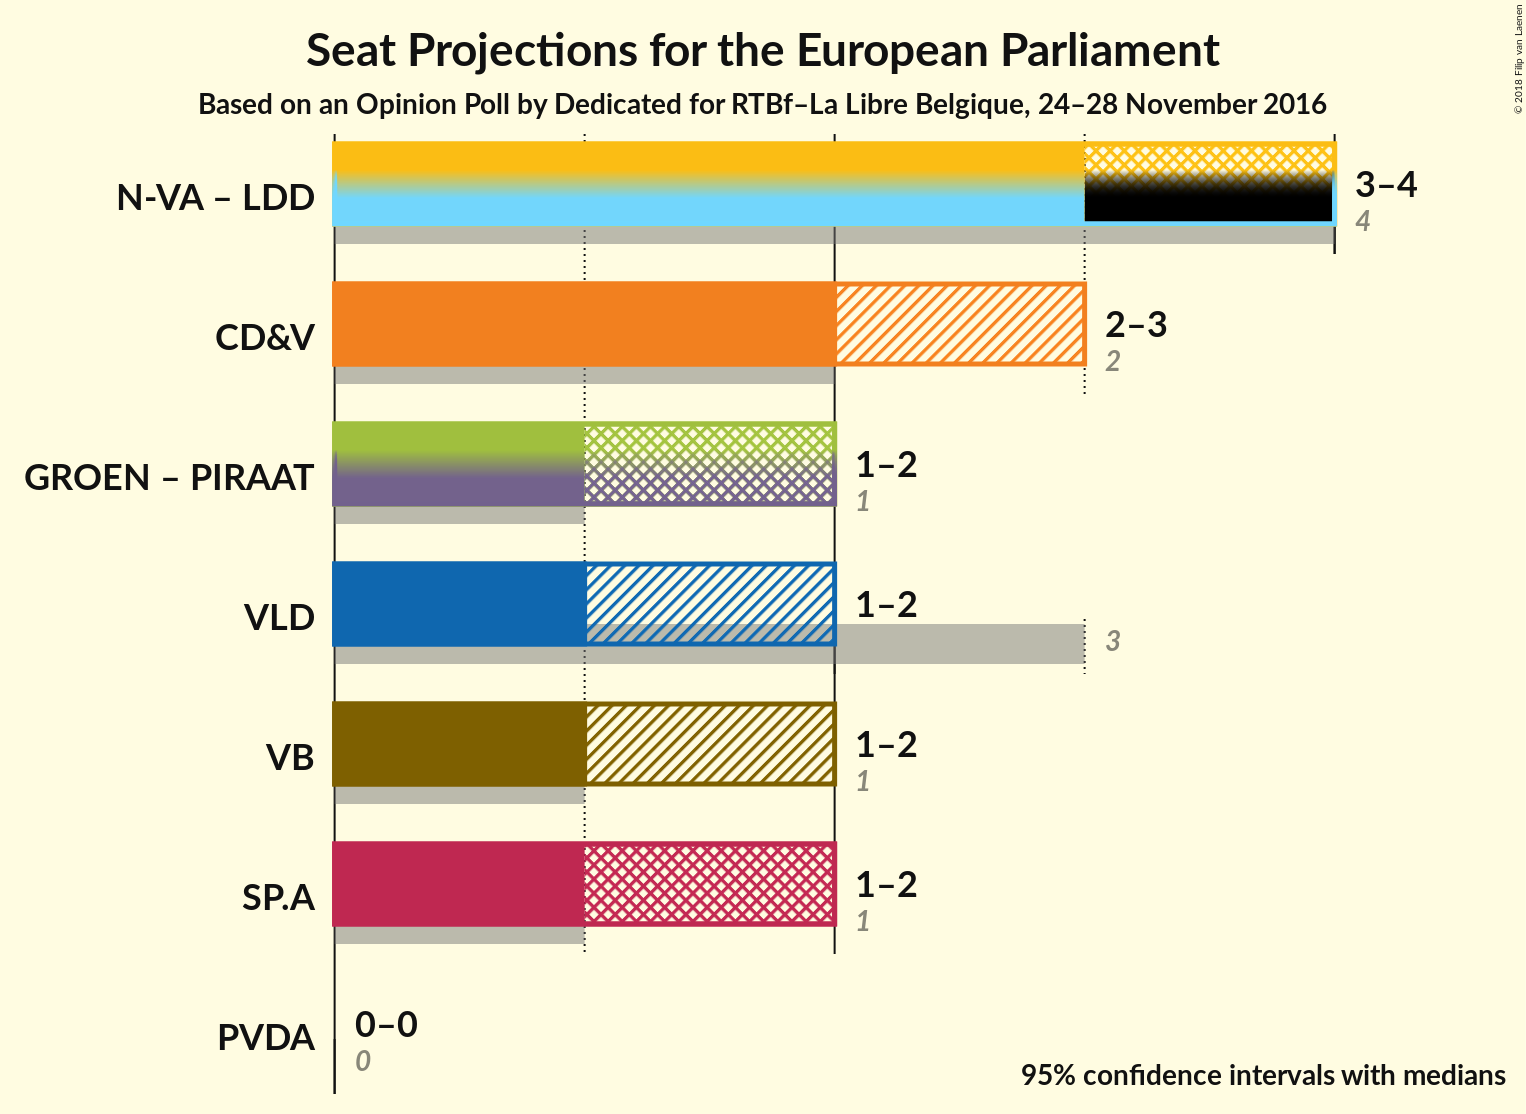 Seat Projections for the European Parliament
Based on an Opinion Poll by Dedicated for RTBf–La Libre Belgique, 24–28 November 2016
© 2018 Filip van Laenen
N-VA – LDD
3–4
4
CD&V
2–3
2
GROEN – PIRAAT
1–2
1
VLD
1–2
3
VB
1–2
1
SP.A
1–2
1
PVDA
0–0
0
95% confidence intervals with medians